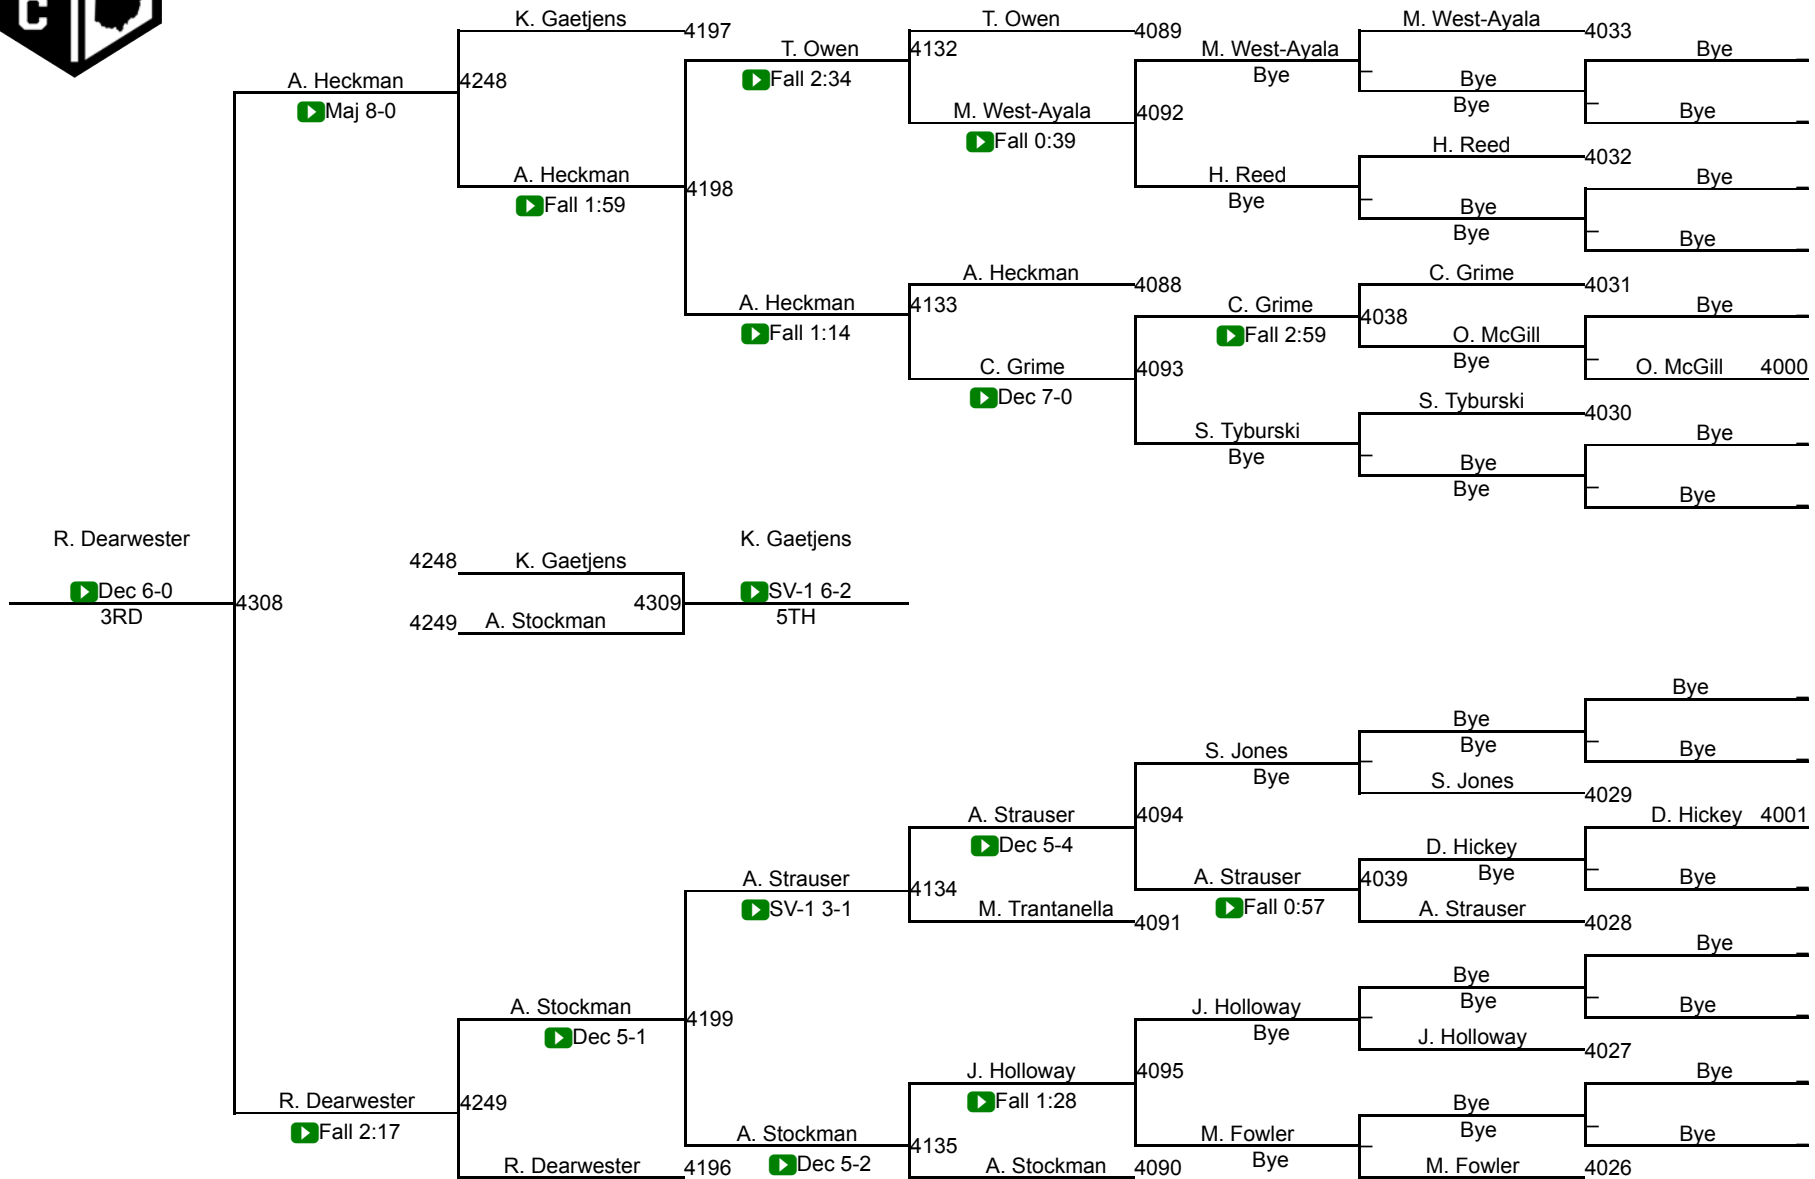 C
K. Gaetjens
4197
T. Owen
4089
M. West-Ayala
4033
A. Heckman
4248
T. Owen
4132
M. West-Ayala
Bye
Maj 8-0
Fall 2:34
Bye
Bye
Bye
M. West-Ayala
4092
Bye
Fall 0:39
H. Reed
4032
A. Heckman
4198
H. Reed
Bye
Fall 1:59
Bye
Bye
Bye
Bye
A. Heckman
4088
C. Grime
4031
A. Heckman
4133
C. Grime
4038
Bye
Fall 1:14
Fall 2:59
O. McGill
Bye
C. Grime
4093
O. McGill 4000
Dec 7-0
S. Tyburski
4030
S. Tyburski
Bye
Bye
Bye
Bye
Bye
R. Dearwester
K. Gaetjens
4248 K. Gaetjens
Dec 6-0
4308
4309
SV-1 6-2
3RD
4249 A. Stockman
5TH
Bye
Bye
S. Jones
Bye
Bye
Bye
S. Jones
4029
A. Strauser
4094
D. Hickey 4001
Dec 5-4
D. Hickey
A. Strauser
4134
A. Strauser
4039
Bye
Bye
SV-1 3-1
M. Trantanella
4091
Fall 0:57
A. Strauser
4028
Bye
Bye
A. Stockman
4199
J. Holloway
Bye
Bye
Dec 5-1
Bye
J. Holloway
4027
J. Holloway
4095
Bye
R. Dearwester
4249
Fall 1:28
Bye
Fall 2:17
A. Stockman
4135
M. Fowler
Bye
Bye
R. Dearwester
4196
Dec 5-2
A. Stockman
4090
Bye
M. Fowler
4026